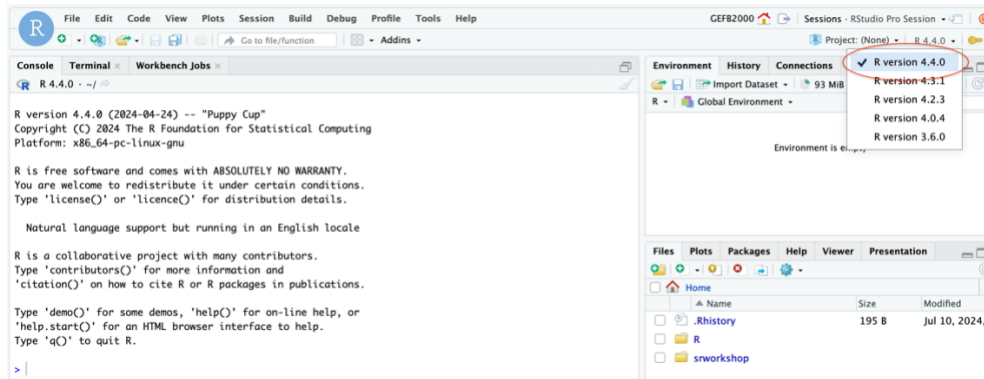 R File Edit Code View Plots Session Build Debug Profile Tools Help GEFB2000 Sessions - RStudio Pro Session
Go to file/function Addins Project: (None) R 4.4.0
Console Terminal Workbench Jobs
R 4.4.0 · ~/
R version 4.4.0 (2024-04-24) -- "Puppy Cup"
Copyright (C) 2024 The R Foundation for Statistical Computing
Platform: x86_64-pc-linux-gnu
R is free software and comes with ABSOLUTELY NO WARRANTY.
You are welcome to redistribute it under certain conditions.
Type 'license()' or 'licence()' for distribution details.
Natural language support but running in an English locale
R is a collaborative project with many contributors.
Type 'contributors()' for more information and
'citation()' on how to cite R or R packages in publications.
Type 'demo()' for some demos, 'help()' for on-line help, or
'help.start()' for an HTML browser interface to help.
Type 'q()' to quit R.
>
Environment History Connections
Import Dataset 93 MiB
R Global Environment
Environment is
R version 4.4.0
R version 4.3.1
R version 4.2.3
R version 4.0.4
R version 3.6.0
Files Plots Packages Help Viewer Presentation
Home
Name Size Modified
.Rhistory 195 B Jul 10, 2024,
R
srworkshop